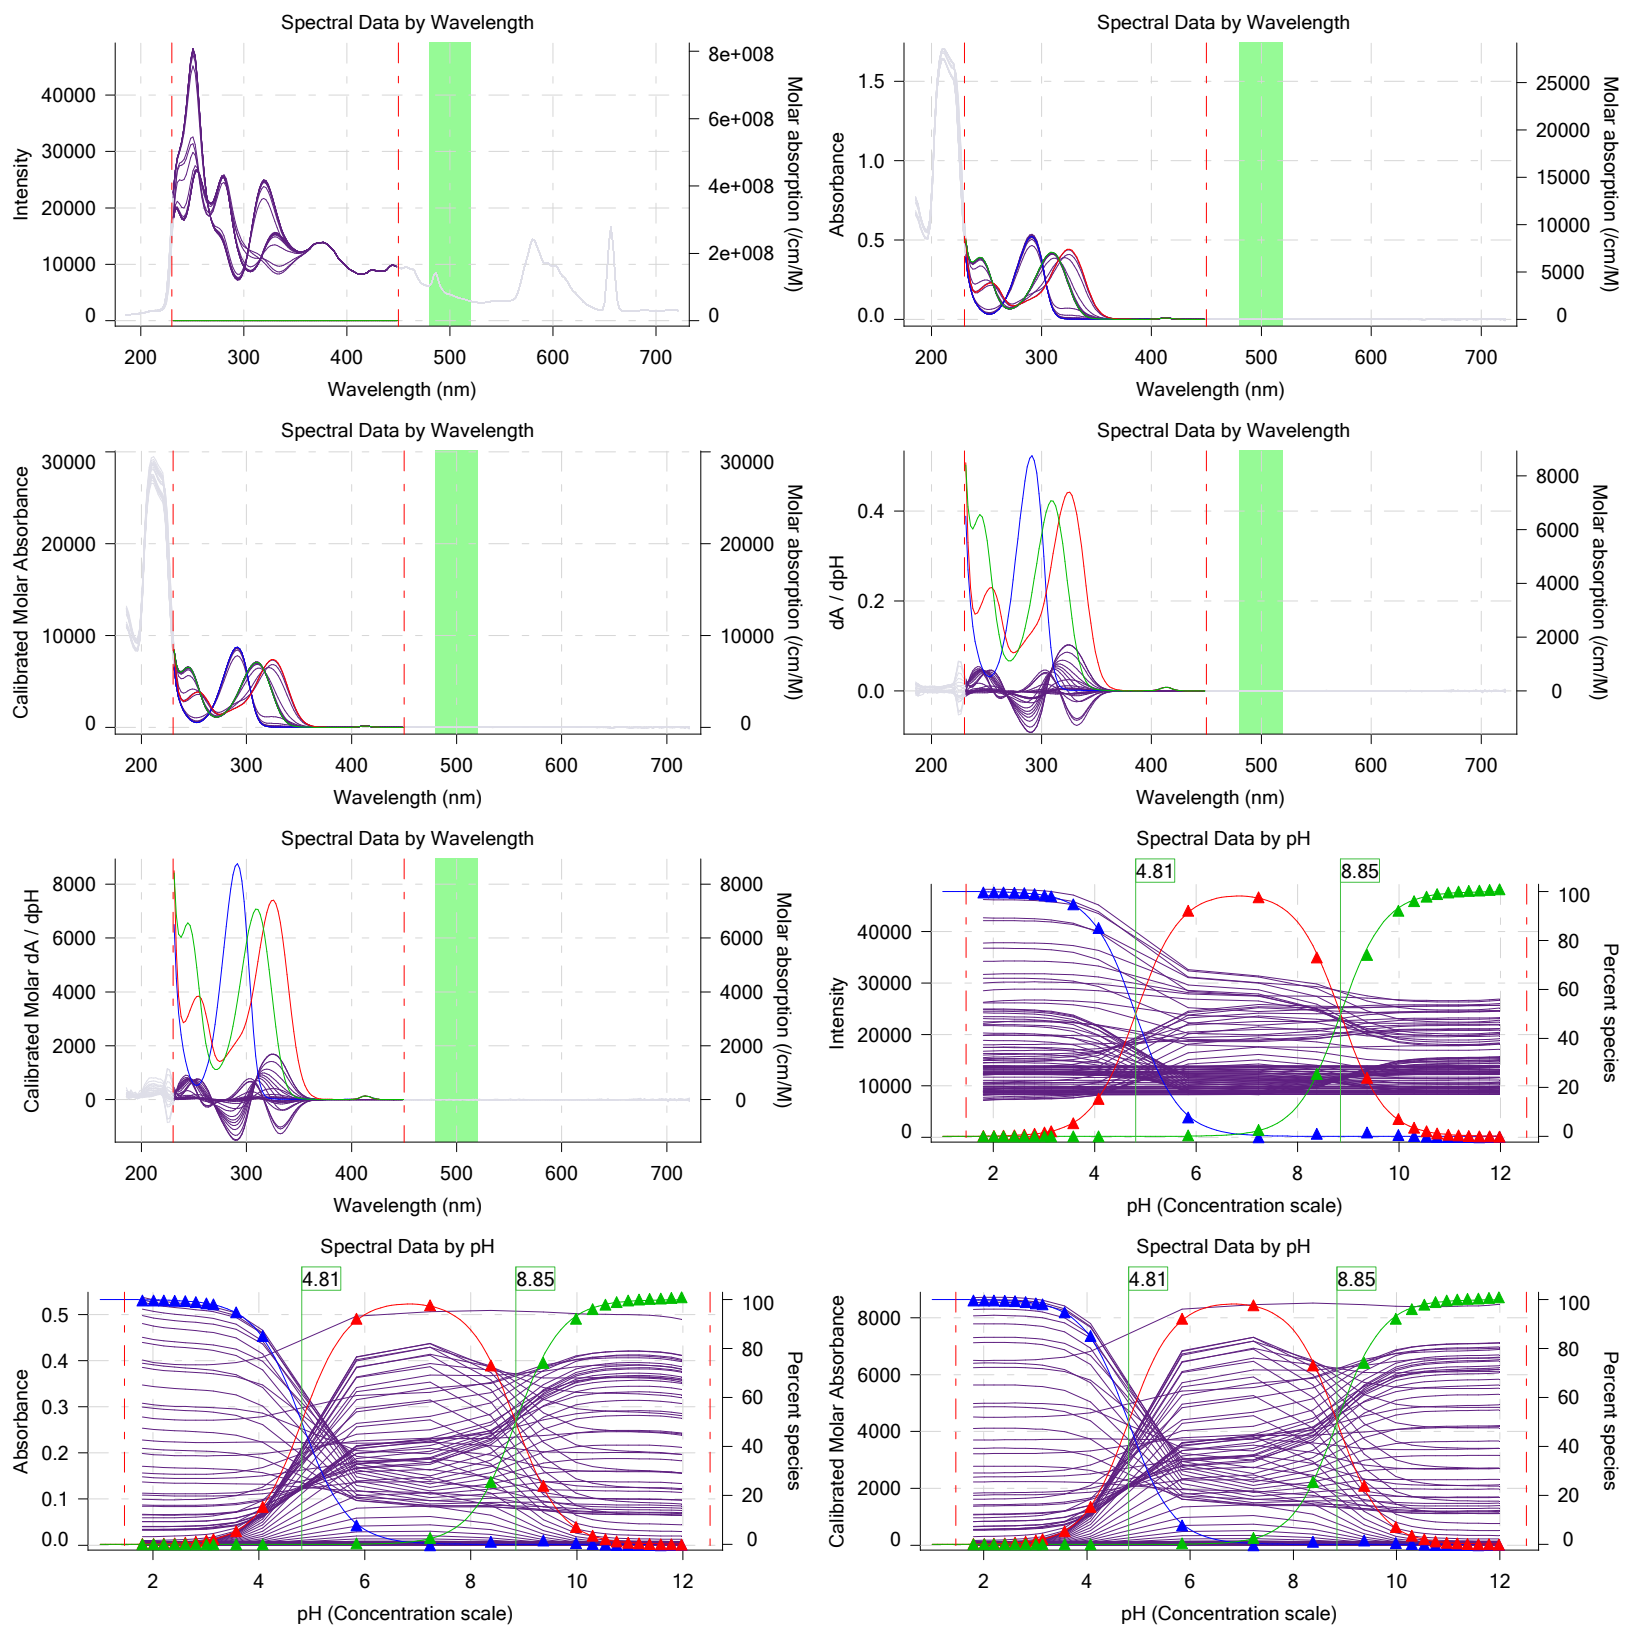 Spectral Data by Wavelength
Intensity
40000
30000
20000
10000
0
8e+008
6e+008
4e+008
2e+008
0
Molar absorption (/cm/M)
200 300 400 500 600 700
Wavelength (nm)
Spectral Data by Wavelength
Absorbance
1.5
1.0
0.5
0.0
25000
20000
15000
10000
5000
0
Molar absorption (/cm/M)
200 300 400 500 600 700
Wavelength (nm)
Spectral Data by Wavelength
Calibrated Molar Absorbance
30000
20000
10000
0
30000
20000
10000
0
Molar absorption (/cm/M)
200 300 400 500 600 700
Wavelength (nm)
Spectral Data by Wavelength
dA / dpH
0.4
0.2
0.0
8000
6000
4000
2000
0
Molar absorption (/cm/M)
200 300 400 500 600 700
Wavelength (nm)
Spectral Data by Wavelength
Calibrated Molar dA / dpH
8000
6000
4000
2000
0
8000
6000
4000
2000
0
Molar absorption (/cm/M)
200 300 400 500 600 700
Wavelength (nm)
Spectral Data by pH
4.81 8.85
Intensity
40000
30000
20000
10000
0
100
80
60
40
20
0
Percent species
2 4 6 8 10 12
pH (Concentration scale)
Spectral Data by pH
4.81 8.85
Absorbance
0.5
0.4
0.3
0.2
0.1
0.0
100
80
60
40
20
0
Percent species
2 4 6 8 10 12
pH (Concentration scale)
Spectral Data by pH
4.81 8.85
Calibrated Molar Absorbance
8000
6000
4000
2000
0
100
80
60
40
20
0
Percent species
2 4 6 8 10 12
pH (Concentration scale)